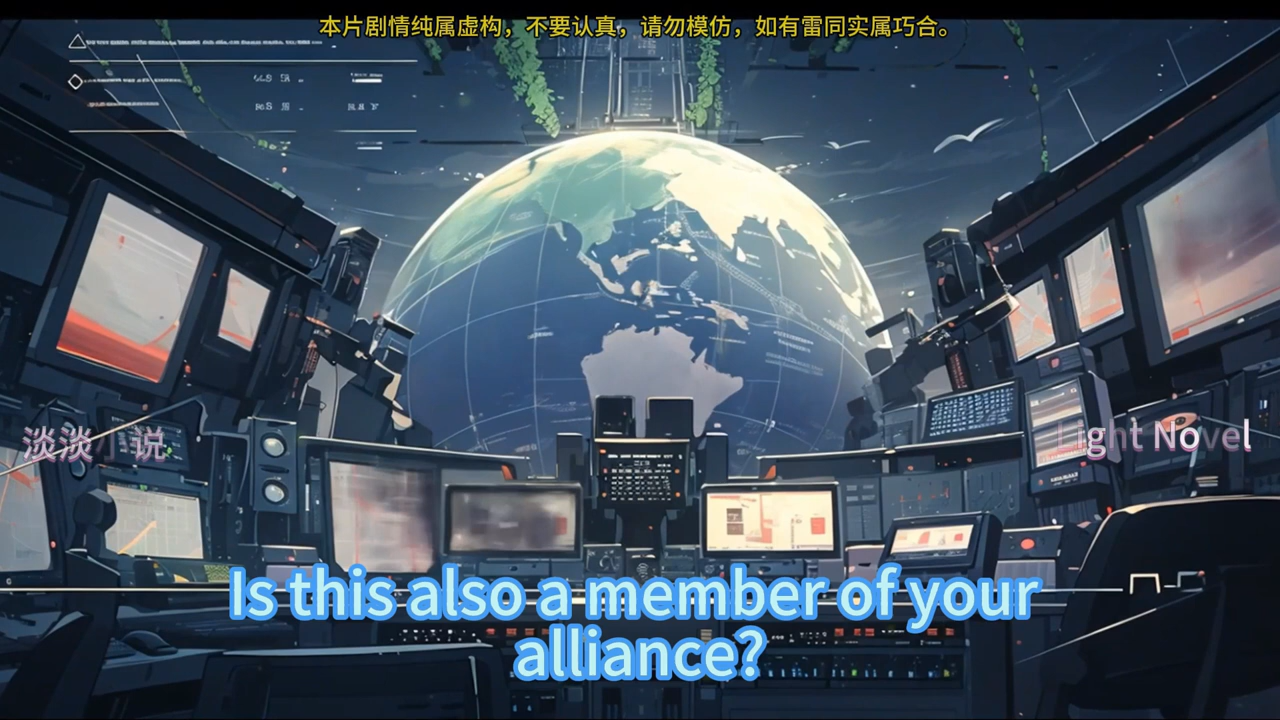 本片剧情纯属虚构，不要认真，请勿模仿，如有雷同实属巧合。
淡淡小说
Light Novel
Is this also a member of your
alliance?